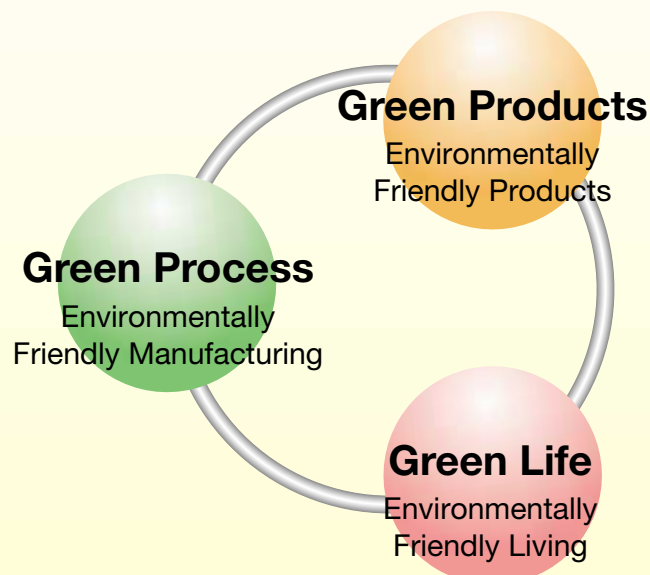 Green Products
Environmentally
Friendly Products
Green Process
Environmentally
Friendly Manufacturing
Green Life
Environmentally
Friendly Living